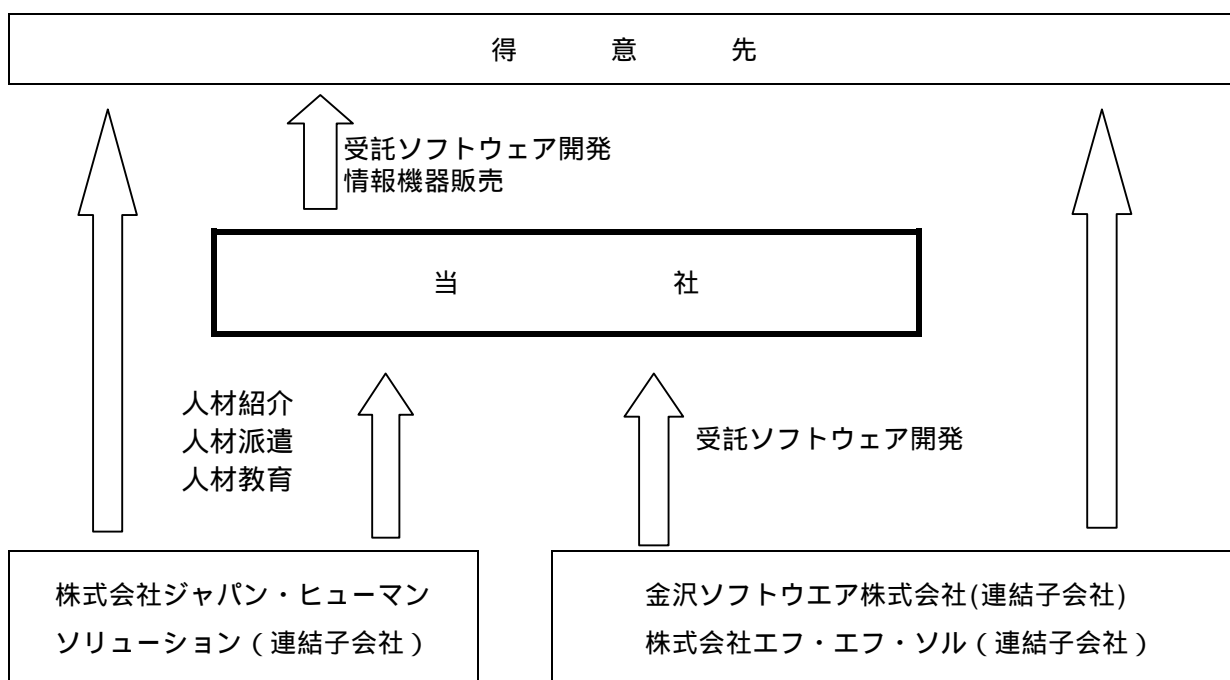 得意先
受託ソフトウェア開発
情報機器販売
当社
人材紹介
人材派遣
人材教育
受託ソフトウェア開発
株式会社ジャパン・ヒューマン
ソリューション（連結子会社）
金沢ソフトウエア株式会社(連結子会社)
株式会社エフ・エフ・ソル（連結子会社）